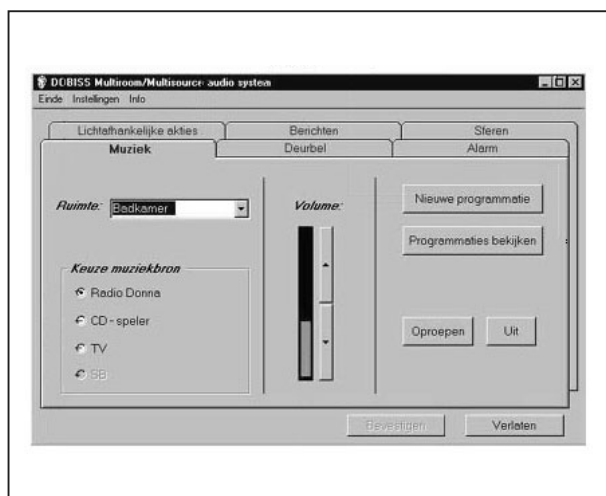 DOBISS Multiroom/Multisource audio system
Einde Instellingen Info
Lichtafhankelijke akties Berichten Sferen
Muziek Deurbel Alarm
Ruimte: Badkamer
Volume:
Nieuwe programmatie
Programmaties bekijken
Keuze muziekbron
Radio Donna
CD-speler
TV
SB
Oproepen Uit
Bevestigen Verlaten